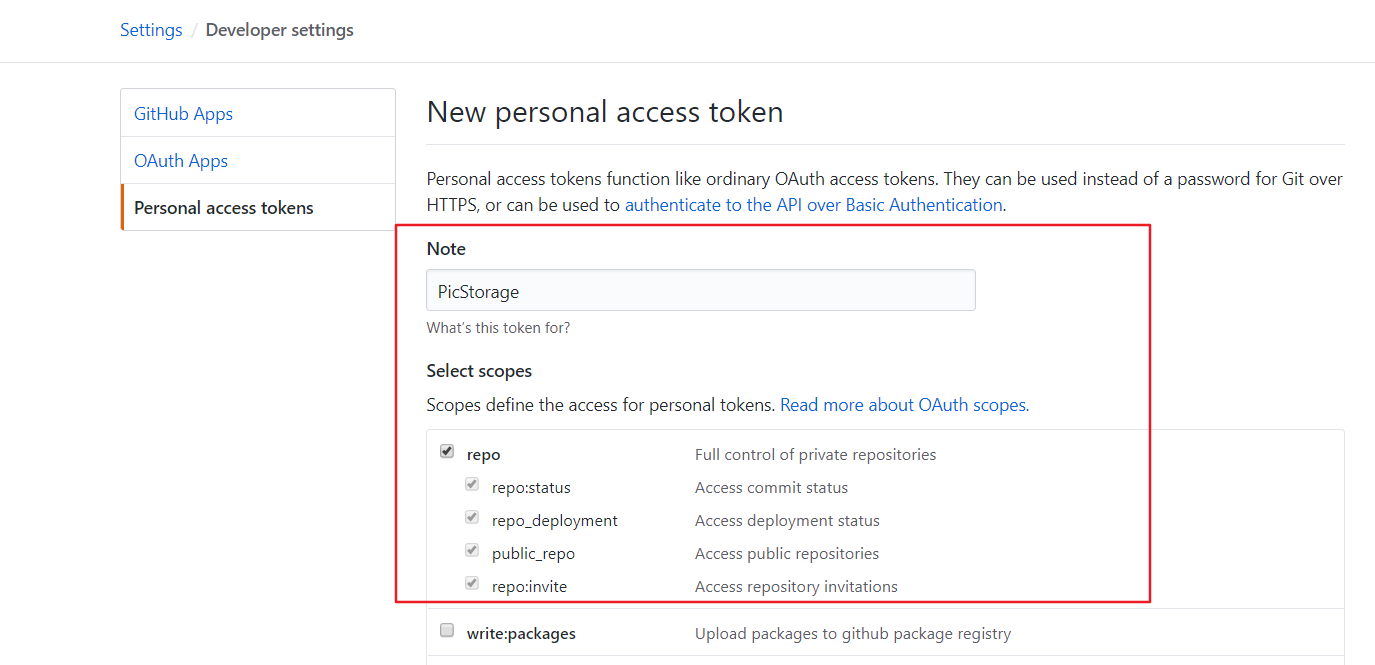 Settings / Developer settings
GitHub Apps
OAuth Apps
Personal access tokens
New personal access token
Personal access tokens function like ordinary OAuth access tokens. They can be used instead of a password for Git over
HTTPS, or can be used to authenticate to the API over Basic Authentication.
Note
PicStorage
What's this token for?
Select scopes
Scopes define the access for personal tokens. Read more about OAuth scopes.
repo Full control of private repositories
repo:status Access commit status
repo_deployment Access deployment status
public_repo Access public repositories
repo:invite Access repository invitations
write:packages Upload packages to github package registry